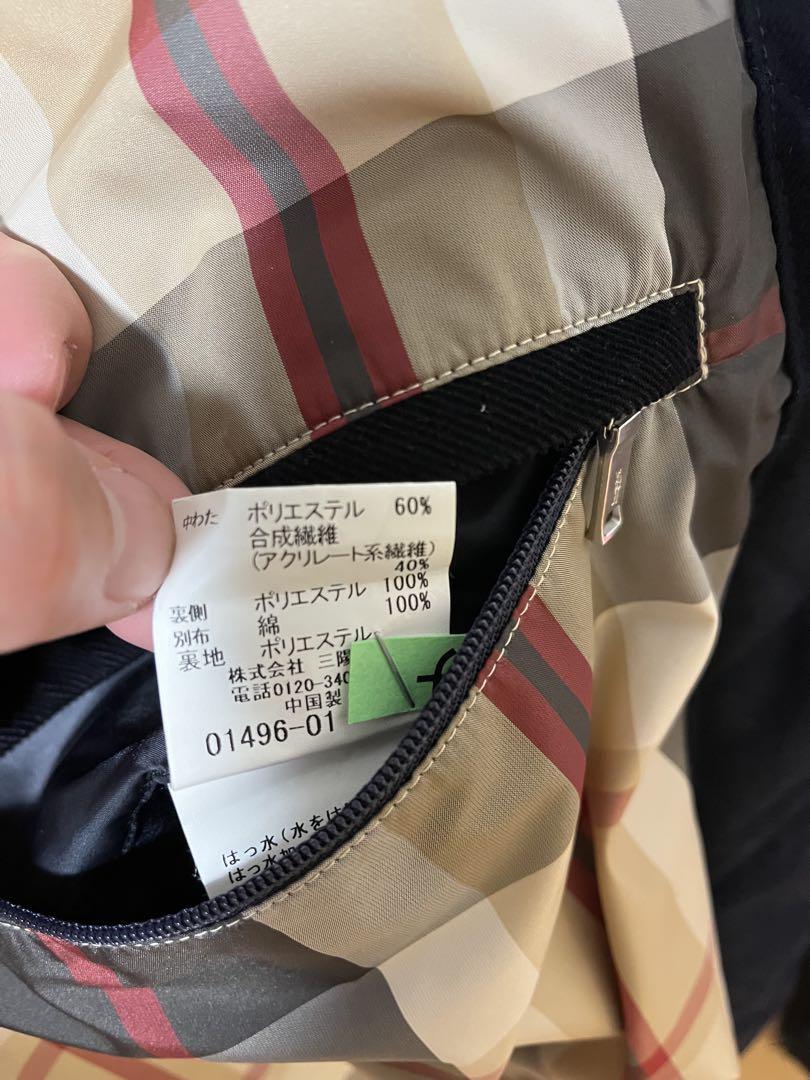 中わた ポリエステル 60%
合成繊維
(アクリレート系繊維)
40%
裏側 ポリエステル 100%
別布 綿 100%
裏地 ポリエステル
株式会社 三陽
電話0120-340
中国製
01496-01
はっ水(水をは
はっ水加